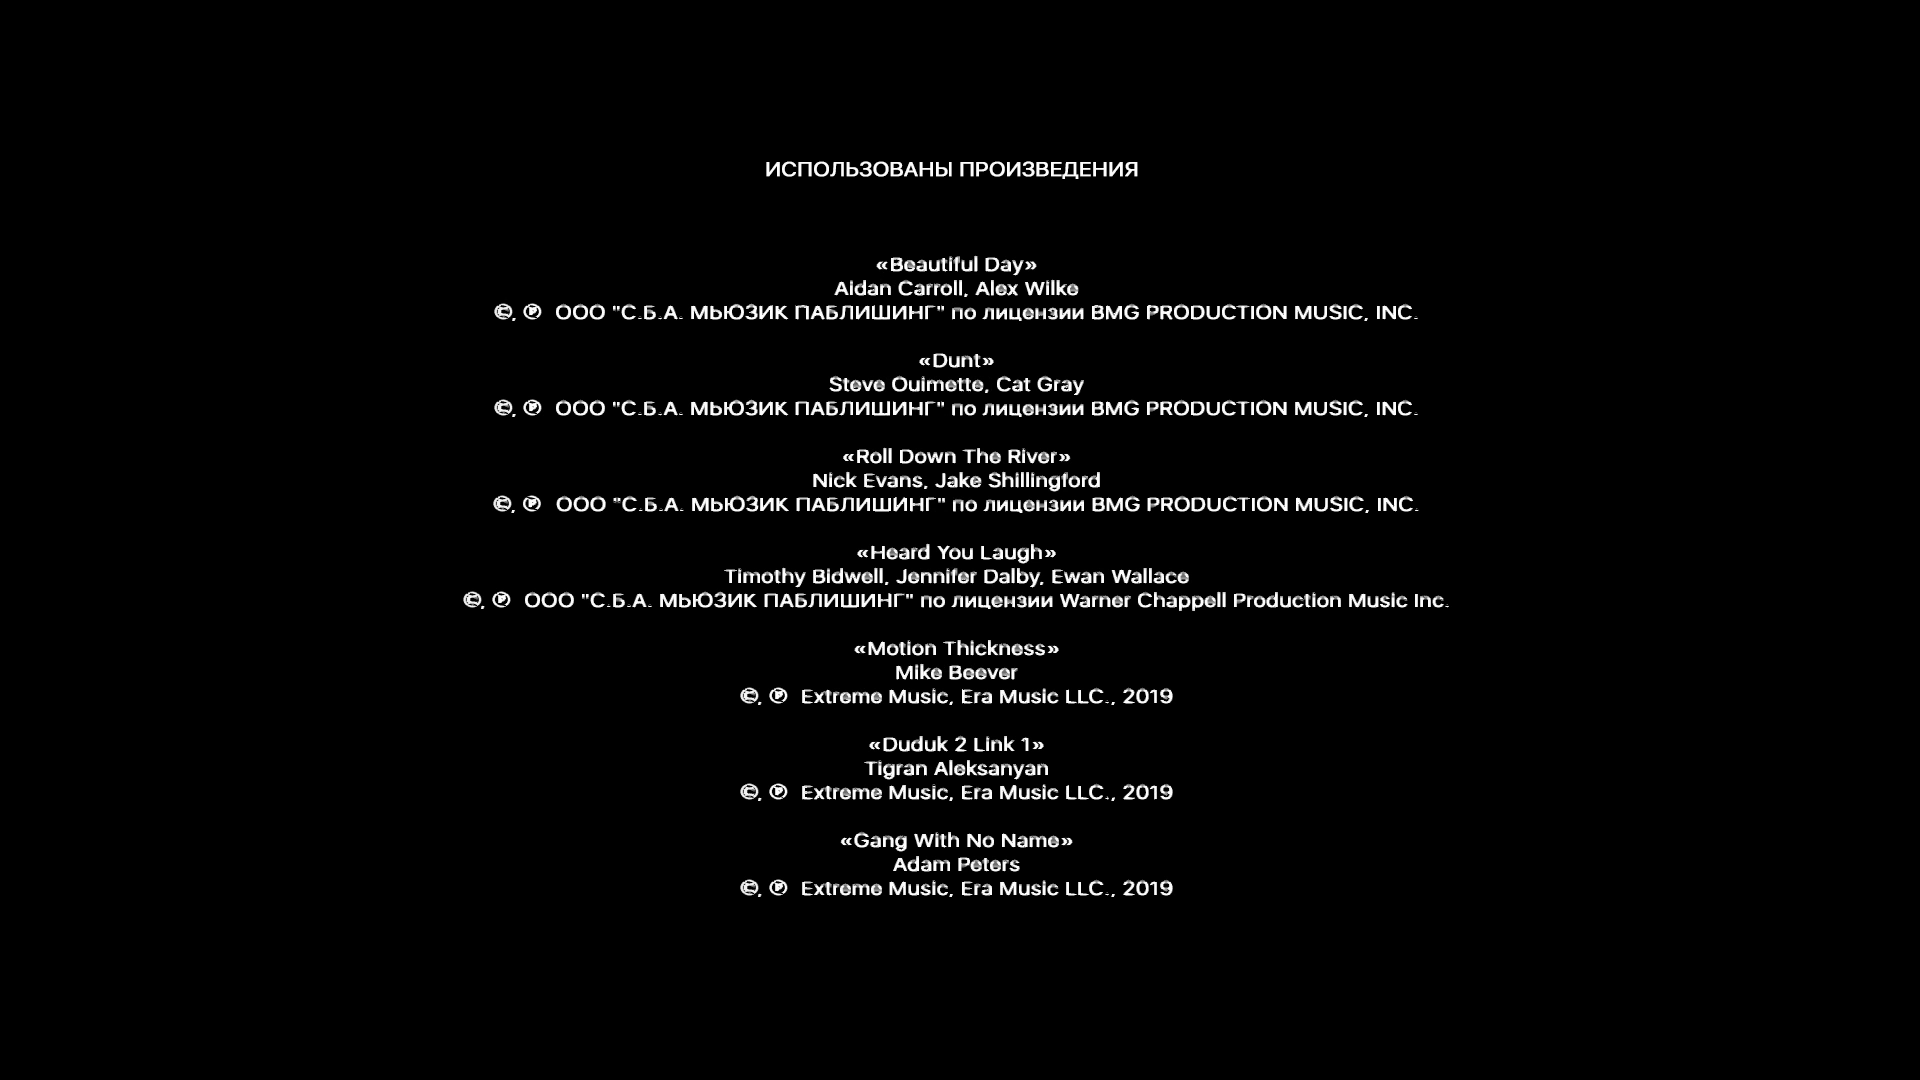 ИСПОЛЬЗОВАНЫ ПРОИЗВЕДЕНИЯ
«Beautiful Day»
Aidan Carroll, Alex Wilke
©, ℗ ООО "С.Б.А. МЬЮЗИК ПАБЛИШИНГ" по лицензии BMG PRODUCTION MUSIC, INC.
«Dunt»
Steve Ouimette, Cat Gray
©, ℗ ООО "С.Б.А. МЬЮЗИК ПАБЛИШИНГ" по лицензии BMG PRODUCTION MUSIC, INC.
«Roll Down The River»
Nick Evans, Jake Shillingford
©, ℗ ООО "С.Б.А. МЬЮЗИК ПАБЛИШИНГ" по лицензии BMG PRODUCTION MUSIC, INC.
«Heard You Laugh»
Timothy Bidwell, Jennifer Dalby, Ewan Wallace
©, ℗ ООО "С.Б.А. МЬЮЗИК ПАБЛИШИНГ" по лицензии Warner Chappell Production Music Inc.
«Motion Thickness»
Mike Beever
©, ℗ Extreme Music, Era Music LLC., 2019
«Duduk 2 Link 1»
Tigran Aleksanyan
©, ℗ Extreme Music, Era Music LLC., 2019
«Gang With No Name»
Adam Peters
©, ℗ Extreme Music, Era Music LLC., 2019